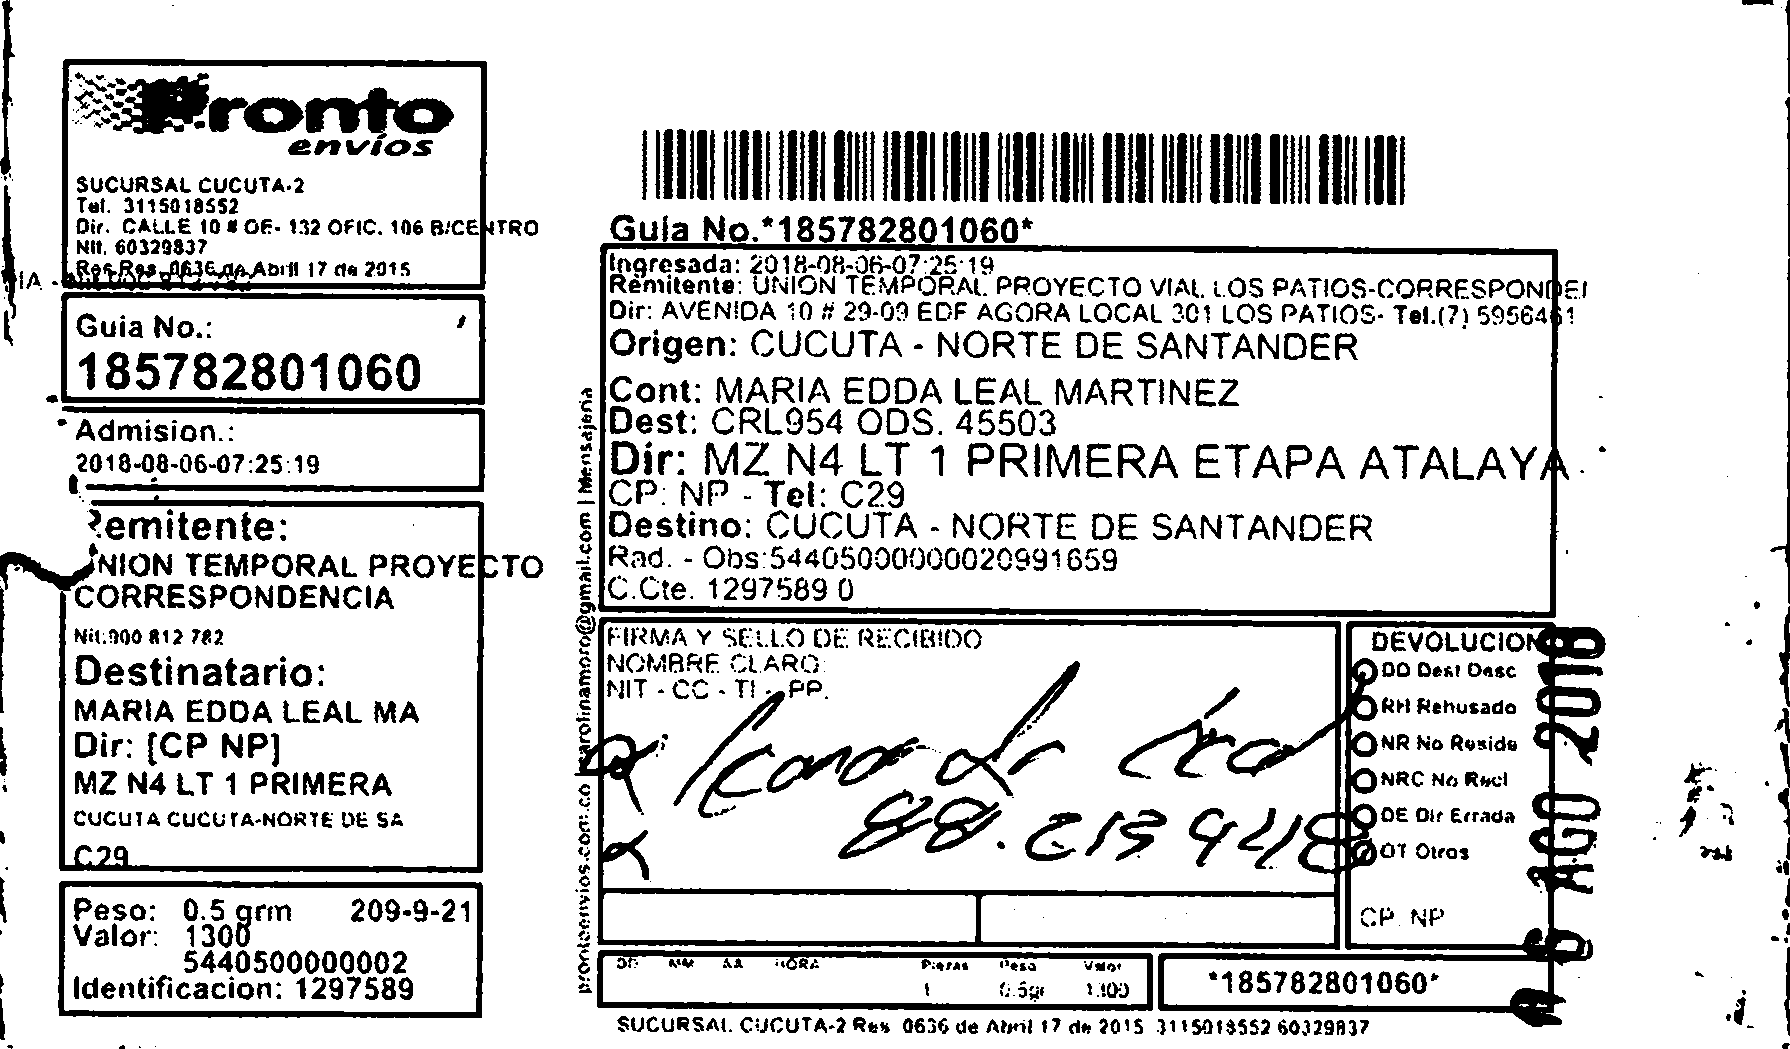 Pronto
envíos
SUCURSAL CUCUTA-2
Tel. 3115018552
Dir. CALLE 10 # OE- 132 OFIC. 106 B/CENTRO
Nit. 60329837
Res Res. 0636 de Abril 17 de 2015
Guia No.:
185782801060
Admision.:
2018-08-06-07:25:19
Remitente:
UNION TEMPORAL PROYECTO
CORRESPONDENCIA
Nit:900 812 782
Destinatario:
MARIA EDDA LEAL MA
Dir: [CP NP]
MZ N4 LT 1 PRIMERA
CUCUTA CUCUTA-NORTE DE SA
C29
Peso: 0.5 grm 209-9-21
Valor: 1300
5440500000002
Identificacion: 1297589
prontoenvios.com.co | carolinamoro@gmail.com | Mensajeria
Guia No.*185782801060*
Ingresada: 2018-08-06-07:25:19
Remitente: UNION TEMPORAL PROYECTO VIAL LOS PATIOS-CORRESPONDEI
Dir: AVENIDA 10 # 29-09 EDF AGORA LOCAL 301 LOS PATIOS- Tel.(7) 5956461
Origen: CUCUTA - NORTE DE SANTANDER
Cont: MARIA EDDA LEAL MARTINEZ
Dest: CRL954 ODS. 45503
Dir: MZ N4 LT 1 PRIMERA ETAPA ATALAYA
CP: NP - Tel: C29
Destino: CUCUTA - NORTE DE SANTANDER
Rad. - Obs:5440500000020991659
C.Cte. 1297589 0
FIRMA Y SELLO DE RECIBIDO
NOMBRE CLARO:
NIT - CC - TI - PP.
88.213948
DEVOLUCION
DD Dest Desc
RH Rehusado
NR No Reside
NRC No Recl
DE Dir Errada
OT Otros
CP. NP
AGO 2018
DD MM AA HORA Piezas Peso Valor
1 0.5gr 1300
*185782801060*
SUCURSAL CUCUTA-2 Res 0636 de Abril 17 de 2015 3115018552 60329837